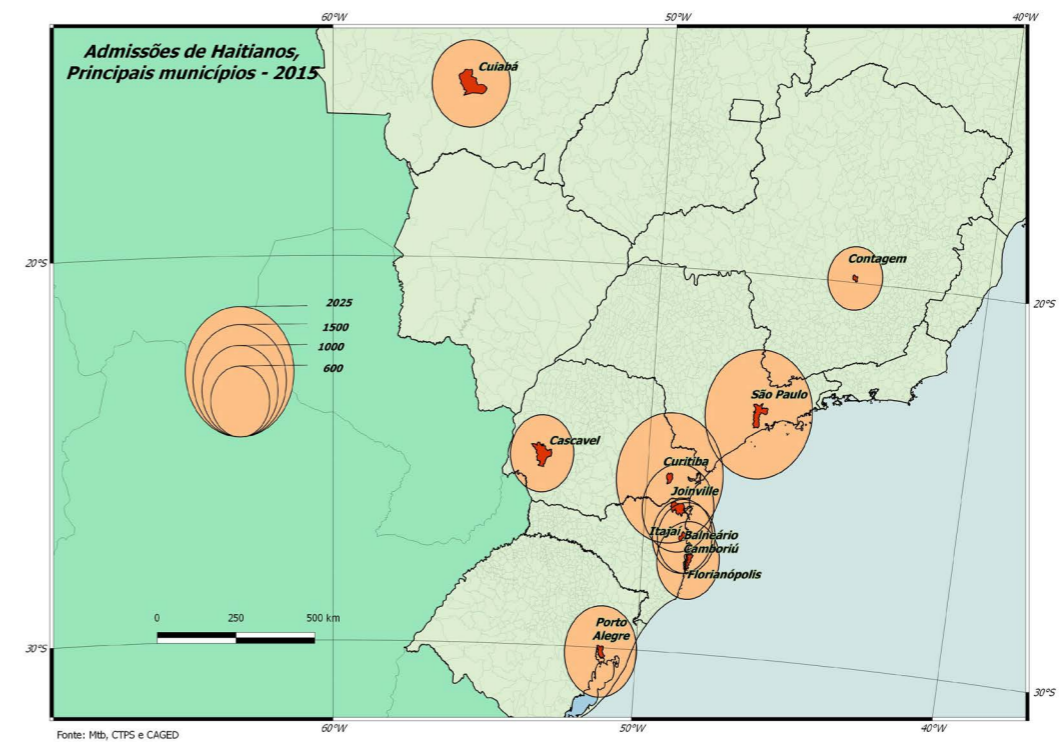 60°W
50°W
40°W
Admissões de Haitianos,
Principais municípios - 2015
Cuiabá
Contagem
20°S
20°S
2025
1500
1000
600
São Paulo
Cascavel
Curitiba
Joinville
Itajaí
Balneário
Camboriú
Florianópolis
0 250 500 km
Porto
Alegre
30°S
30°S
60°W
50°W
40°W
Fonte: Mtb, CTPS e CAGED